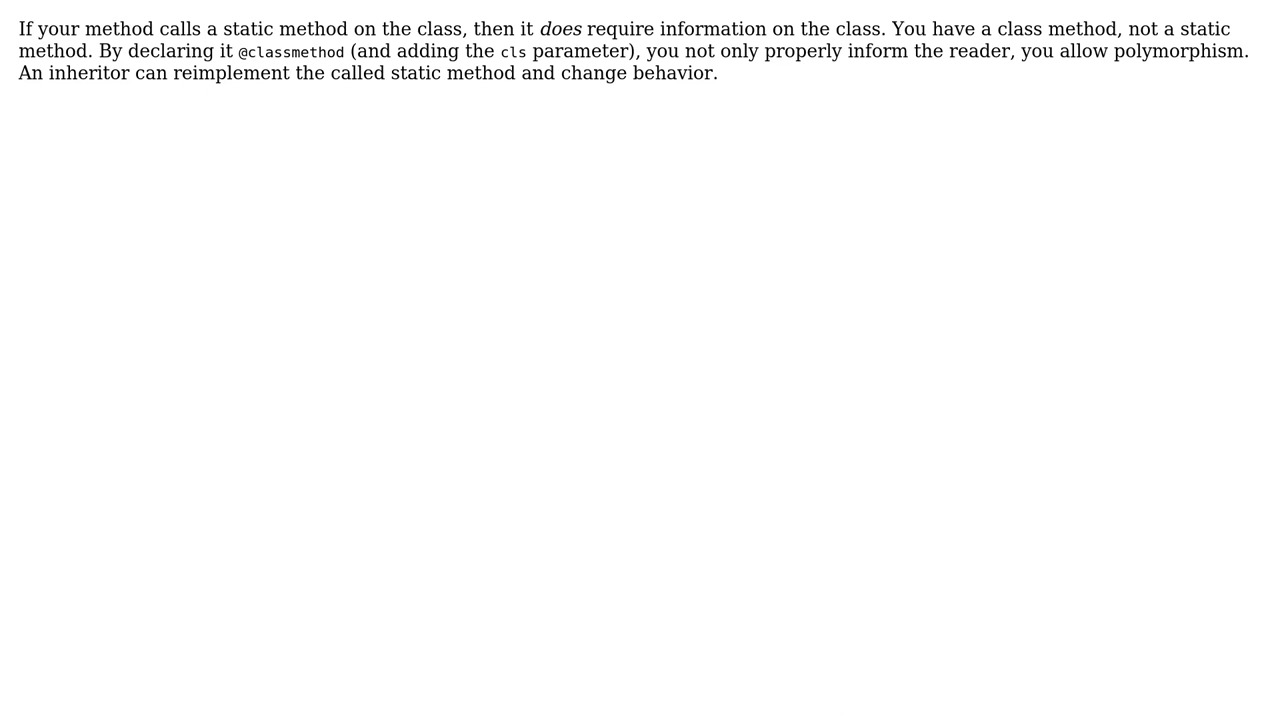 If your method calls a static method on the class, then it does require information on the class. You have a class method, not a static
method. By declaring it @classmethod (and adding the cls parameter), you not only properly inform the reader, you allow polymorphism.
An inheritor can reimplement the called static method and change behavior.